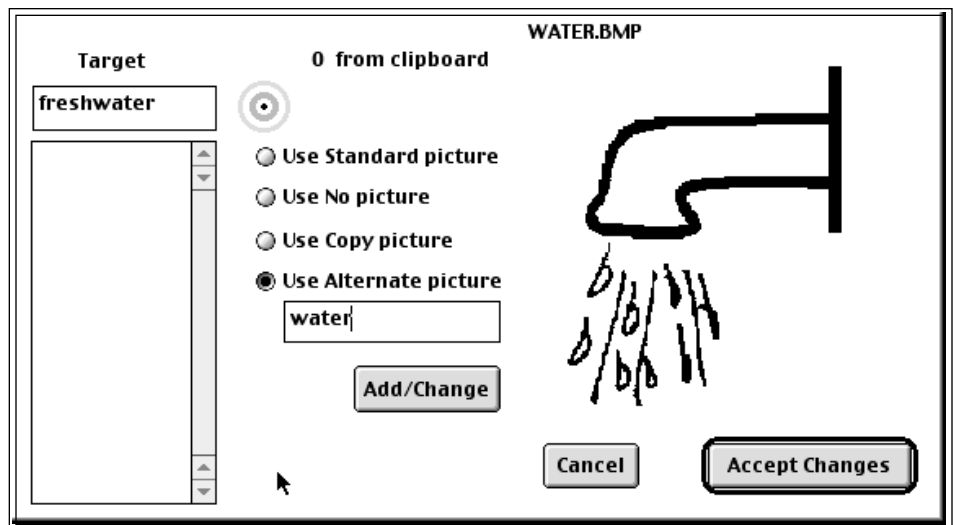 WATER.BMP
Target
0 from clipboard
freshwater
Use Standard picture
Use No picture
Use Copy picture
Use Alternate picture
water
Add/Change
Cancel
Accept Changes